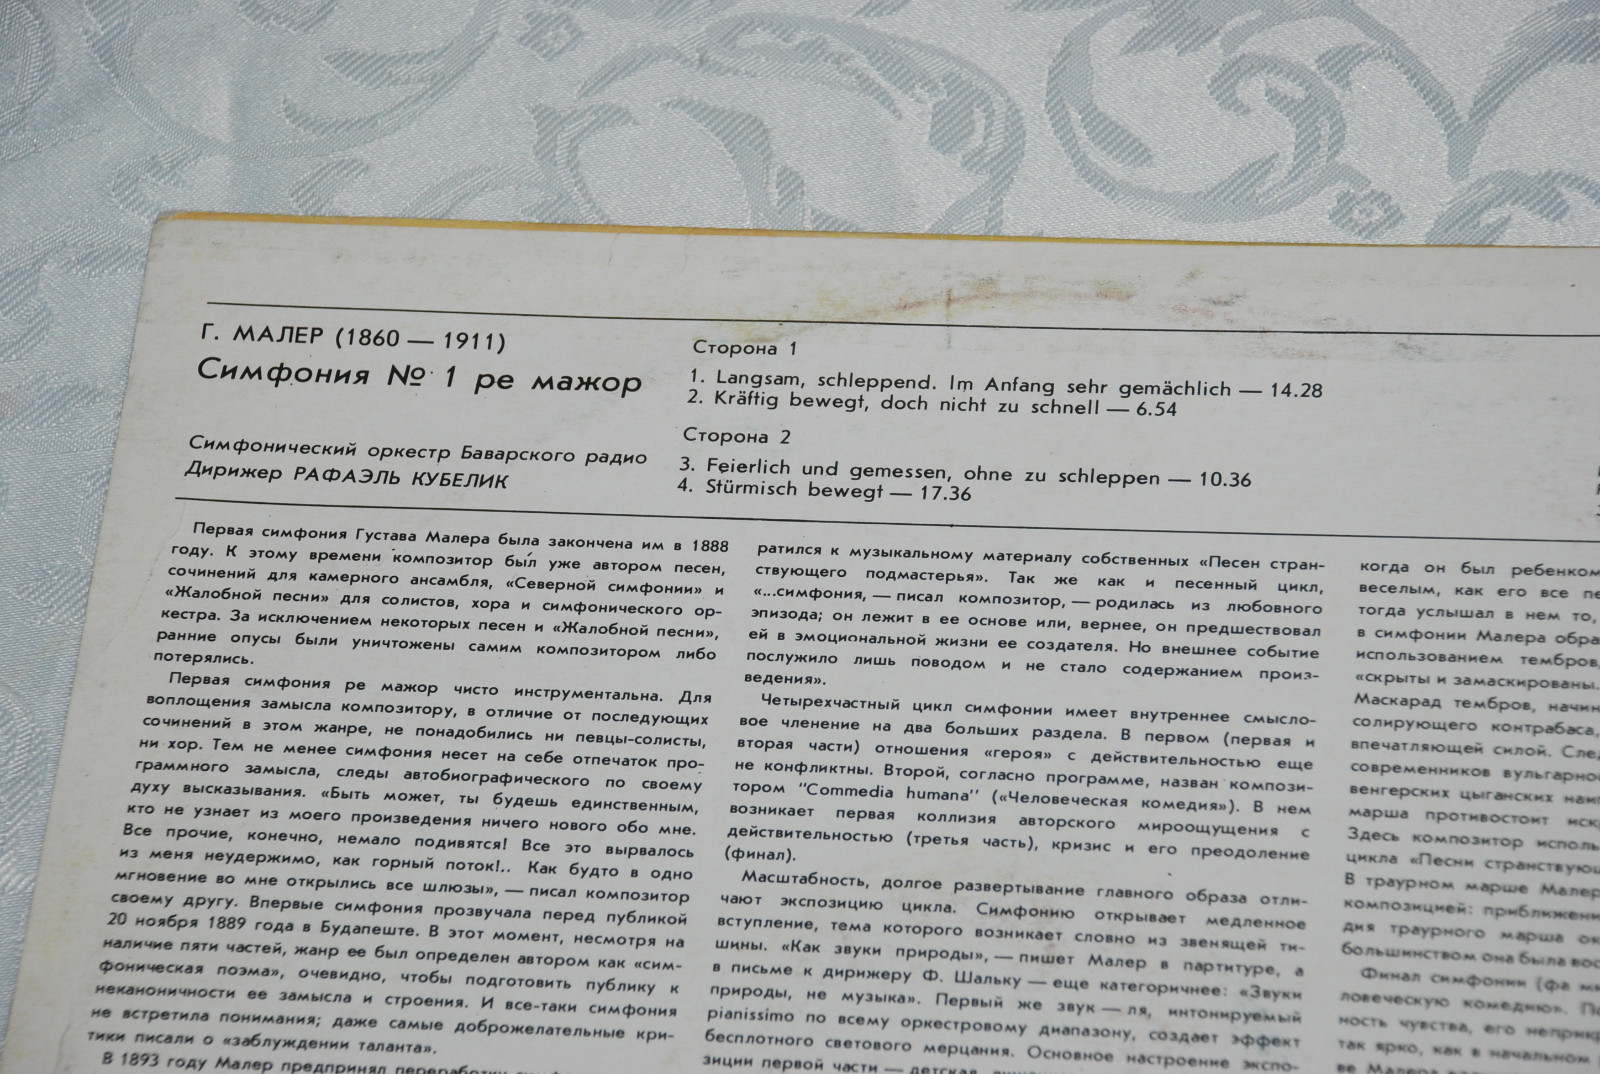 Г. МАЛЕР (1860 — 1911)
Симфония № 1 ре мажор
Симфонический оркестр Баварского радио
Дирижер РАФАЭЛЬ КУБЕЛИК
Сторона 1
1. Langsam, schleppend. Im Anfang sehr gemächlich — 14.28
2. Kräftig bewegt, doch nicht zu schnell — 6.54
Сторона 2
3. Feierlich und gemessen, ohne zu schleppen — 10.36
4. Stürmisch bewegt — 17.36
Первая симфония Густава Малера была закончена им в 1888
году. К этому времени композитор был уже автором песен,
сочинений для камерного ансамбля, «Северной симфонии» и
«Жалобной песни» для солистов, хора и симфонического ор-
кестра. За исключением некоторых песен и «Жалобной песни»,
ранние опусы были уничтожены самим композитором либо
потерялись.
Первая симфония ре мажор чисто инструментальна. Для
воплощения замысла композитору, в отличие от последующих
сочинений в этом жанре, не понадобились ни певцы-солисты,
ни хор. Тем не менее симфония несет на себе отпечаток про-
граммного замысла, следы автобиографического по своему
духу высказывания. «Быть может, ты будешь единственным,
кто не узнает из моего произведения ничего нового обо мне.
Все прочие, конечно, немало подивятся! Все это вырвалось
из меня неудержимо, как горный поток!.. Как будто в одно
мгновение во мне открылись все шлюзы», — писал композитор
своему другу. Впервые симфония прозвучала перед публикой
20 ноября 1889 года в Будапеште. В этот момент, несмотря на
наличие пяти частей, жанр ее был определен автором как «сим-
фоническая поэма», очевидно, чтобы подготовить публику к
неканоничности ее замысла и строения. И все-таки симфония
не встретила понимания; даже самые доброжелательные кри-
тики писали о «заблуждении таланта».
В 1893 году Малер предпринял переработку
ратился к музыкальному материалу собственных «Песен стран-
ствующего подмастерья». Так же как и песенный цикл,
«...симфония, — писал композитор, — родилась из любовного
эпизода; он лежит в ее основе или, вернее, он предшествовал
ей в эмоциональной жизни ее создателя. Но внешнее событие
послужило лишь поводом и не стало содержанием произ-
ведения».
Четырехчастный цикл симфонии имеет внутреннее смысло-
вое членение на два больших раздела. В первом (первая и
вторая части) отношения «героя» с действительностью еще
не конфликтны. Второй, согласно программе, назван компози-
тором "Commedia humana" («Человеческая комедия»). В нем
возникает первая коллизия авторского мироощущения с
действительностью (третья часть), кризис и его преодоление
(финал).
Масштабность, долгое развертывание главного образа отли-
чают экспозицию цикла. Симфонию открывает медленное
вступление, тема которого возникает словно из звенящей ти-
шины. «Как звуки природы», — пишет Малер в партитуре, а
в письме к дирижеру Ф. Шальку — еще категоричнее: «Звуки
природы, не музыка». Первый же звук — ля, интонируемый
pianissimo по всему оркестровому диапазону, создает эффект
бесплотного светового мерцания. Основное настроение экспо-
зиции первой части — детская,
когда он был ребенком
веселым, как его все
тогда услышал в нем то,
в симфонии Малера
использованием тембров,
«скрыты и замаскированы.
Маскарад тембров,
солирующего контрабаса,
впечатляющей силой.
современников
венгерских цыганских
марша противостоит
Здесь композитор
цикла «Песни
В траурном марше
композицией:
дия траурного марша
большинством она была
Финал симфонии (фа
ловеческую комедию».
ность чувства, его
так ярко, как в начальном
ве Малера